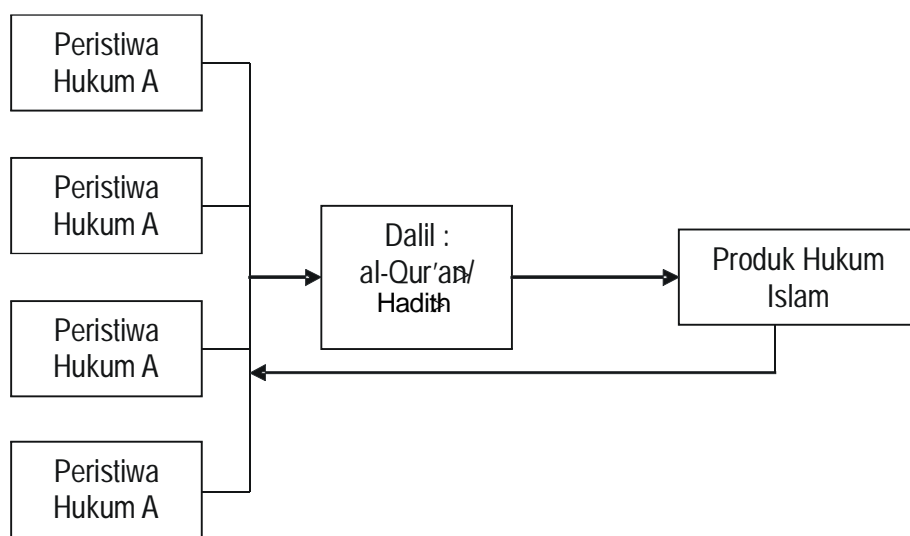 Peristiwa
Hukum A
Peristiwa
Hukum A
Peristiwa
Hukum A
Peristiwa
Hukum A
Dalil :
al-Qur’an>/
Hadith>
Produk Hukum
Islam